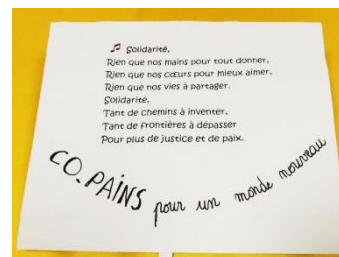 ♫ Solidarité,
Rien que nos mains pour tout donner,
Rien que nos cœurs pour mieux aimer,
Rien que nos vies à partager.
Solidarité,
Tant de chemins à inventer,
Tant de frontières à dépasser
Pour plus de justice et de paix.
CO-PAINS pour un monde nouveau